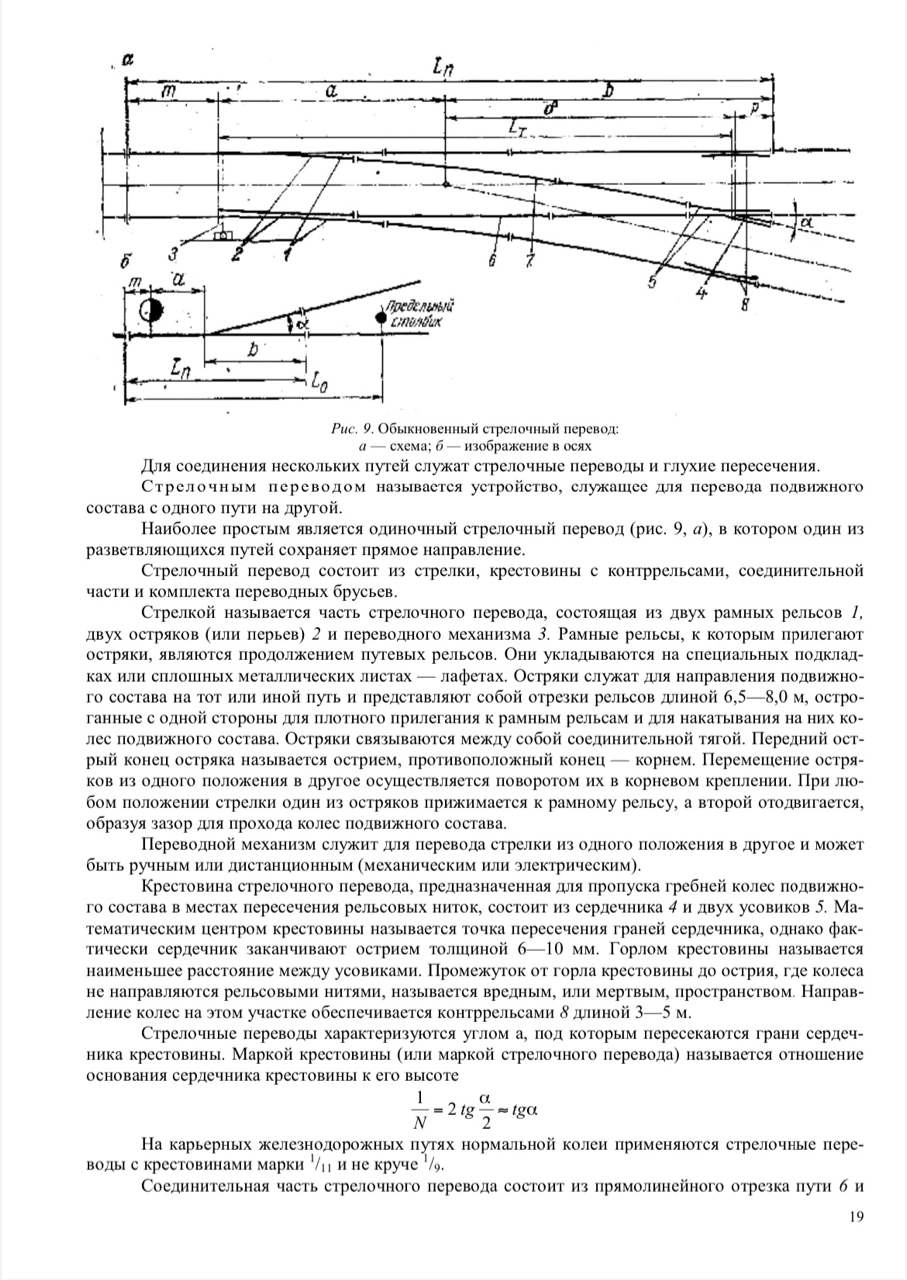 а
Lп
m
a
b
d
P
Lт
α
3
2
1
6
7
5
4
8
б
m
a
α
Предельный
столбик
b
Lп
Lо
Рис. 9. Обыкновенный стрелочный перевод:
а — схема; б — изображение в осях
Для соединения нескольких путей служат стрелочные переводы и глухие пересечения.
Стрелочным переводом называется устройство, служащее для перевода подвижного
состава с одного пути на другой.
Наиболее простым является одиночный стрелочный перевод (рис. 9, а), в котором один из
разветвляющихся путей сохраняет прямое направление.
Стрелочный перевод состоит из стрелки, крестовины с контррельсами, соединительной
части и комплекта переводных брусьев.
Стрелкой называется часть стрелочного перевода, состоящая из двух рамных рельсов 1,
двух остряков (или перьев) 2 и переводного механизма 3. Рамные рельсы, к которым прилегают
остряки, являются продолжением путевых рельсов. Они укладываются на специальных подклад-
ках или сплошных металлических листах — лафетах. Остряки служат для направления подвижно-
го состава на тот или иной путь и представляют собой отрезки рельсов длиной 6,5—8,0 м, остро-
ганные с одной стороны для плотного прилегания к рамным рельсам и для накатывания на них ко-
лес подвижного состава. Остряки связываются между собой соединительной тягой. Передний ост-
рый конец остряка называется острием, противоположный конец — корнем. Перемещение остря-
ков из одного положения в другое осуществляется поворотом их в корневом креплении. При лю-
бом положении стрелки один из остряков прижимается к рамному рельсу, а второй отодвигается,
образуя зазор для прохода колес подвижного состава.
Переводной механизм служит для перевода стрелки из одного положения в другое и может
быть ручным или дистанционным (механическим или электрическим).
Крестовина стрелочного перевода, предназначенная для пропуска гребней колес подвижно-
го состава в местах пересечения рельсовых ниток, состоит из сердечника 4 и двух усовиков 5. Ма-
тематическим центром крестовины называется точка пересечения граней сердечника, однако фак-
тически сердечник заканчивают острием толщиной 6—10 мм. Горлом крестовины называется
наименьшее расстояние между усовиками. Промежуток от горла крестовины до острия, где колеса
не направляются рельсовыми нитями, называется вредным, или мертвым, пространством. Направ-
ление колес на этом участке обеспечивается контррельсами 8 длиной 3—5 м.
Стрелочные переводы характеризуются углом а, под которым пересекаются грани сердеч-
ника крестовины. Маркой крестовины (или маркой стрелочного перевода) называется отношение
основания сердечника крестовины к его высоте
1/N = 2 tg α/2 ≈ tgα
На карьерных железнодорожных путях нормальной колеи применяются стрелочные пере-
воды с крестовинами марки 1/11 и не круче 1/9.
Соединительная часть стрелочного перевода состоит из прямолинейного отрезка пути 6 и
19